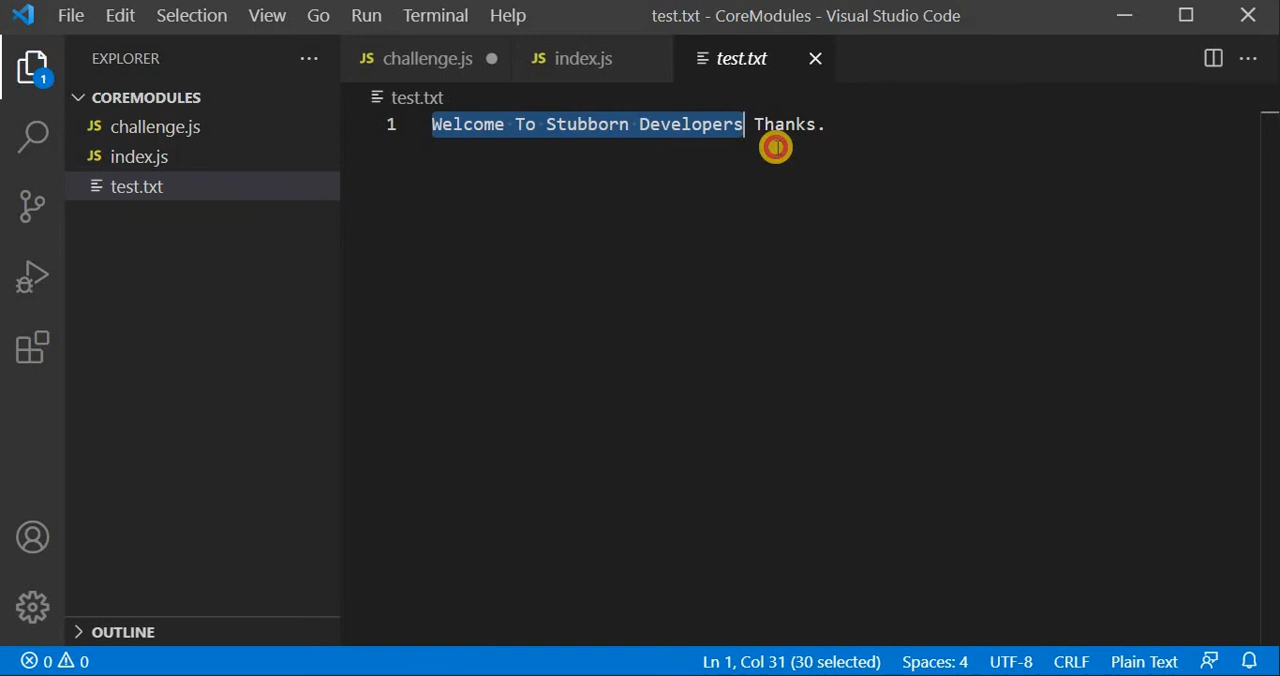 File Edit Selection View Go Run Terminal Help test.txt - CoreModules - Visual Studio Code
EXPLORER
JS challenge.js JS index.js test.txt
1
COREMODULES
test.txt
JS challenge.js
1 Welcome To Stubborn Developers Thanks.
JS index.js
test.txt
OUTLINE
0 0 Ln 1, Col 31 (30 selected) Spaces: 4 UTF-8 CRLF Plain Text